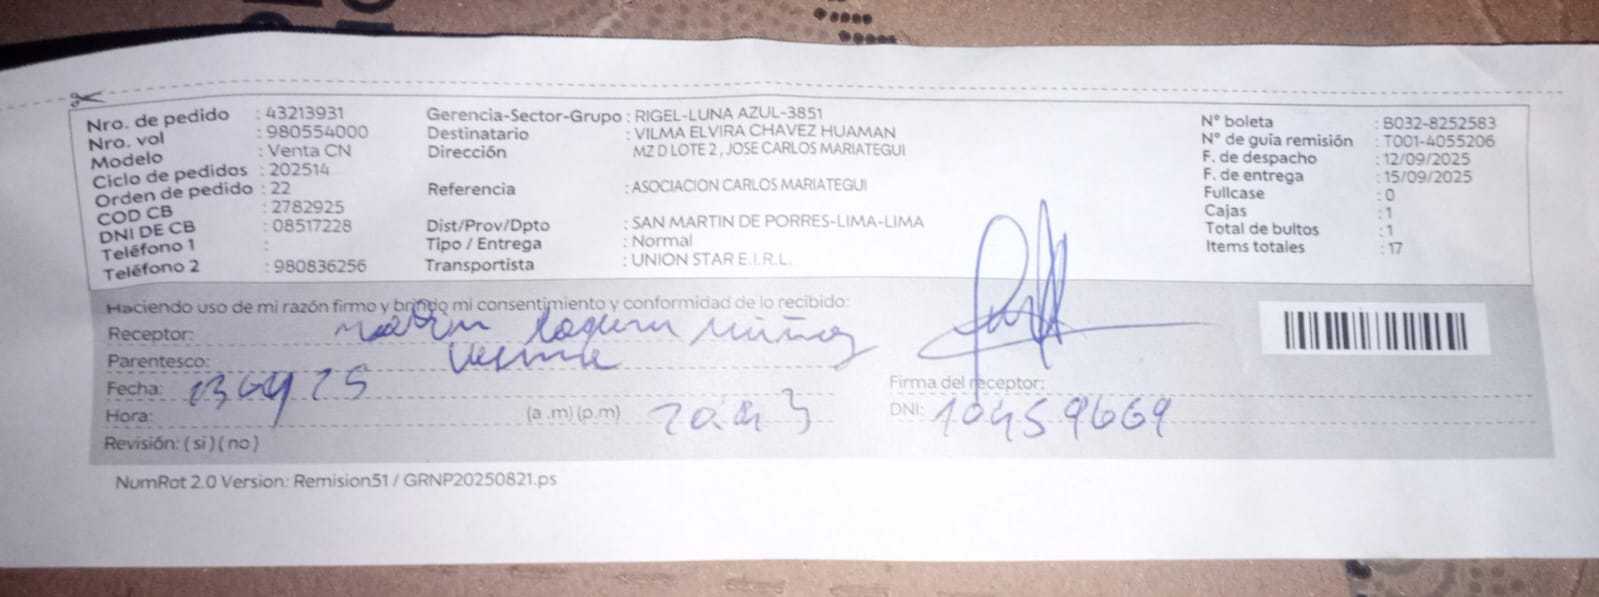 Nro. de pedido : 43213931
Nro. vol : 980554000
Modelo : Venta CN
Ciclo de pedidos : 202514
Orden de pedido : 22
COD CB : 2782925
DNI DE CB : 08517228
Teléfono 1 :
Teléfono 2 : 980836256
Gerencia-Sector-Grupo : RIGEL-LUNA AZUL-3851
Destinatario : VILMA ELVIRA CHAVEZ HUAMAN
Dirección MZ D LOTE 2 , JOSE CARLOS MARIATEGUI
Referencia : ASOCIACION CARLOS MARIATEGUI
Dist/Prov/Dpto : SAN MARTIN DE PORRES-LIMA-LIMA
Tipo / Entrega : Normal
Transportista : UNION STAR E.I.R.L.
N° boleta : B032-8252583
N° de guía remisión : T001-4055206
F. de despacho : 12/09/2025
F. de entrega : 15/09/2025
Fullcase : 0
Cajas : 1
Total de bultos : 1
Items totales : 17
Haciendo uso de mi razón firmo y brindo mi consentimiento y conformidad de lo recibido:
Receptor: Muñoz
Parentesco:
Fecha: 13 09 25
Hora: (a .m) (p.m)
Revisión: ( si ) ( no )
Firma del receptor:
DNI: 10459669
NumRot 2.0 Version: Remision51 / GRNP20250821.ps